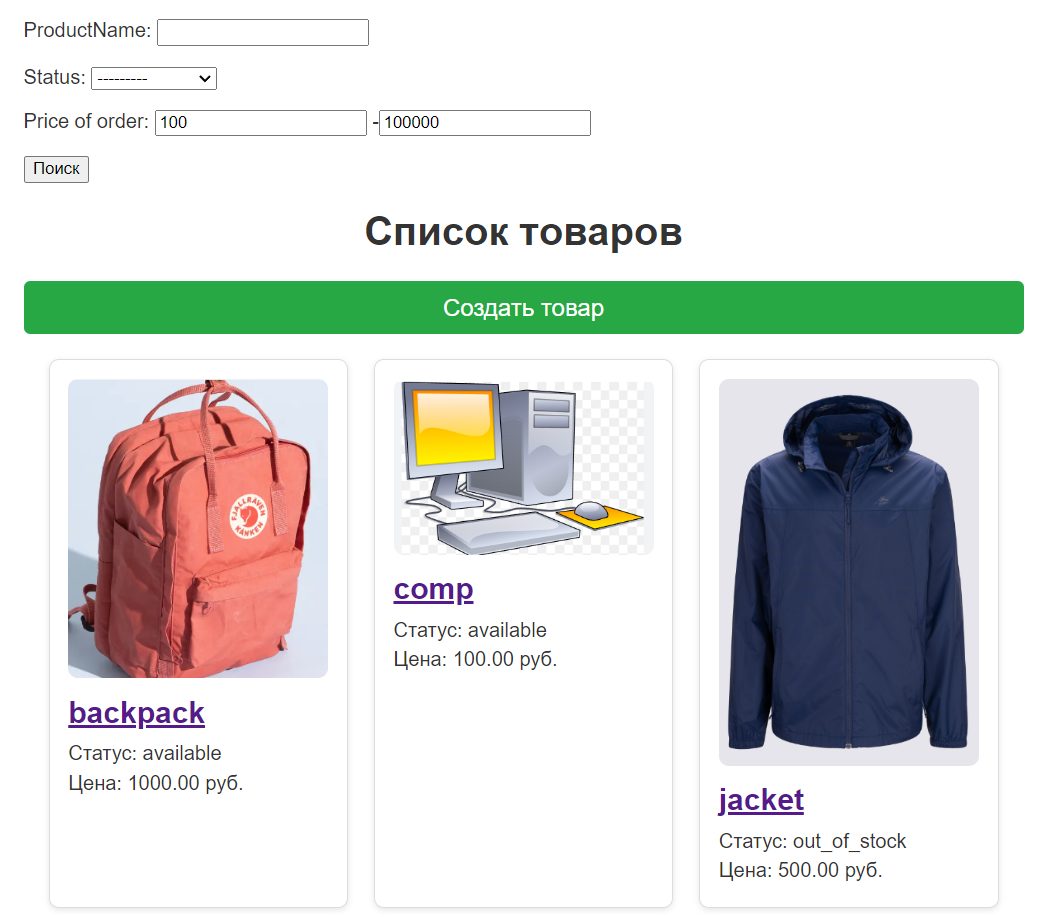 ProductName:
Status: ---------
Price of order: 100 - 100000
Поиск
Список товаров
Создать товар
FJÄLLRÄVEN
KÅNKEN
backpack
Статус: available
Цена: 1000.00 руб.
comp
Статус: available
Цена: 100.00 руб.
jacket
Статус: out_of_stock
Цена: 500.00 руб.